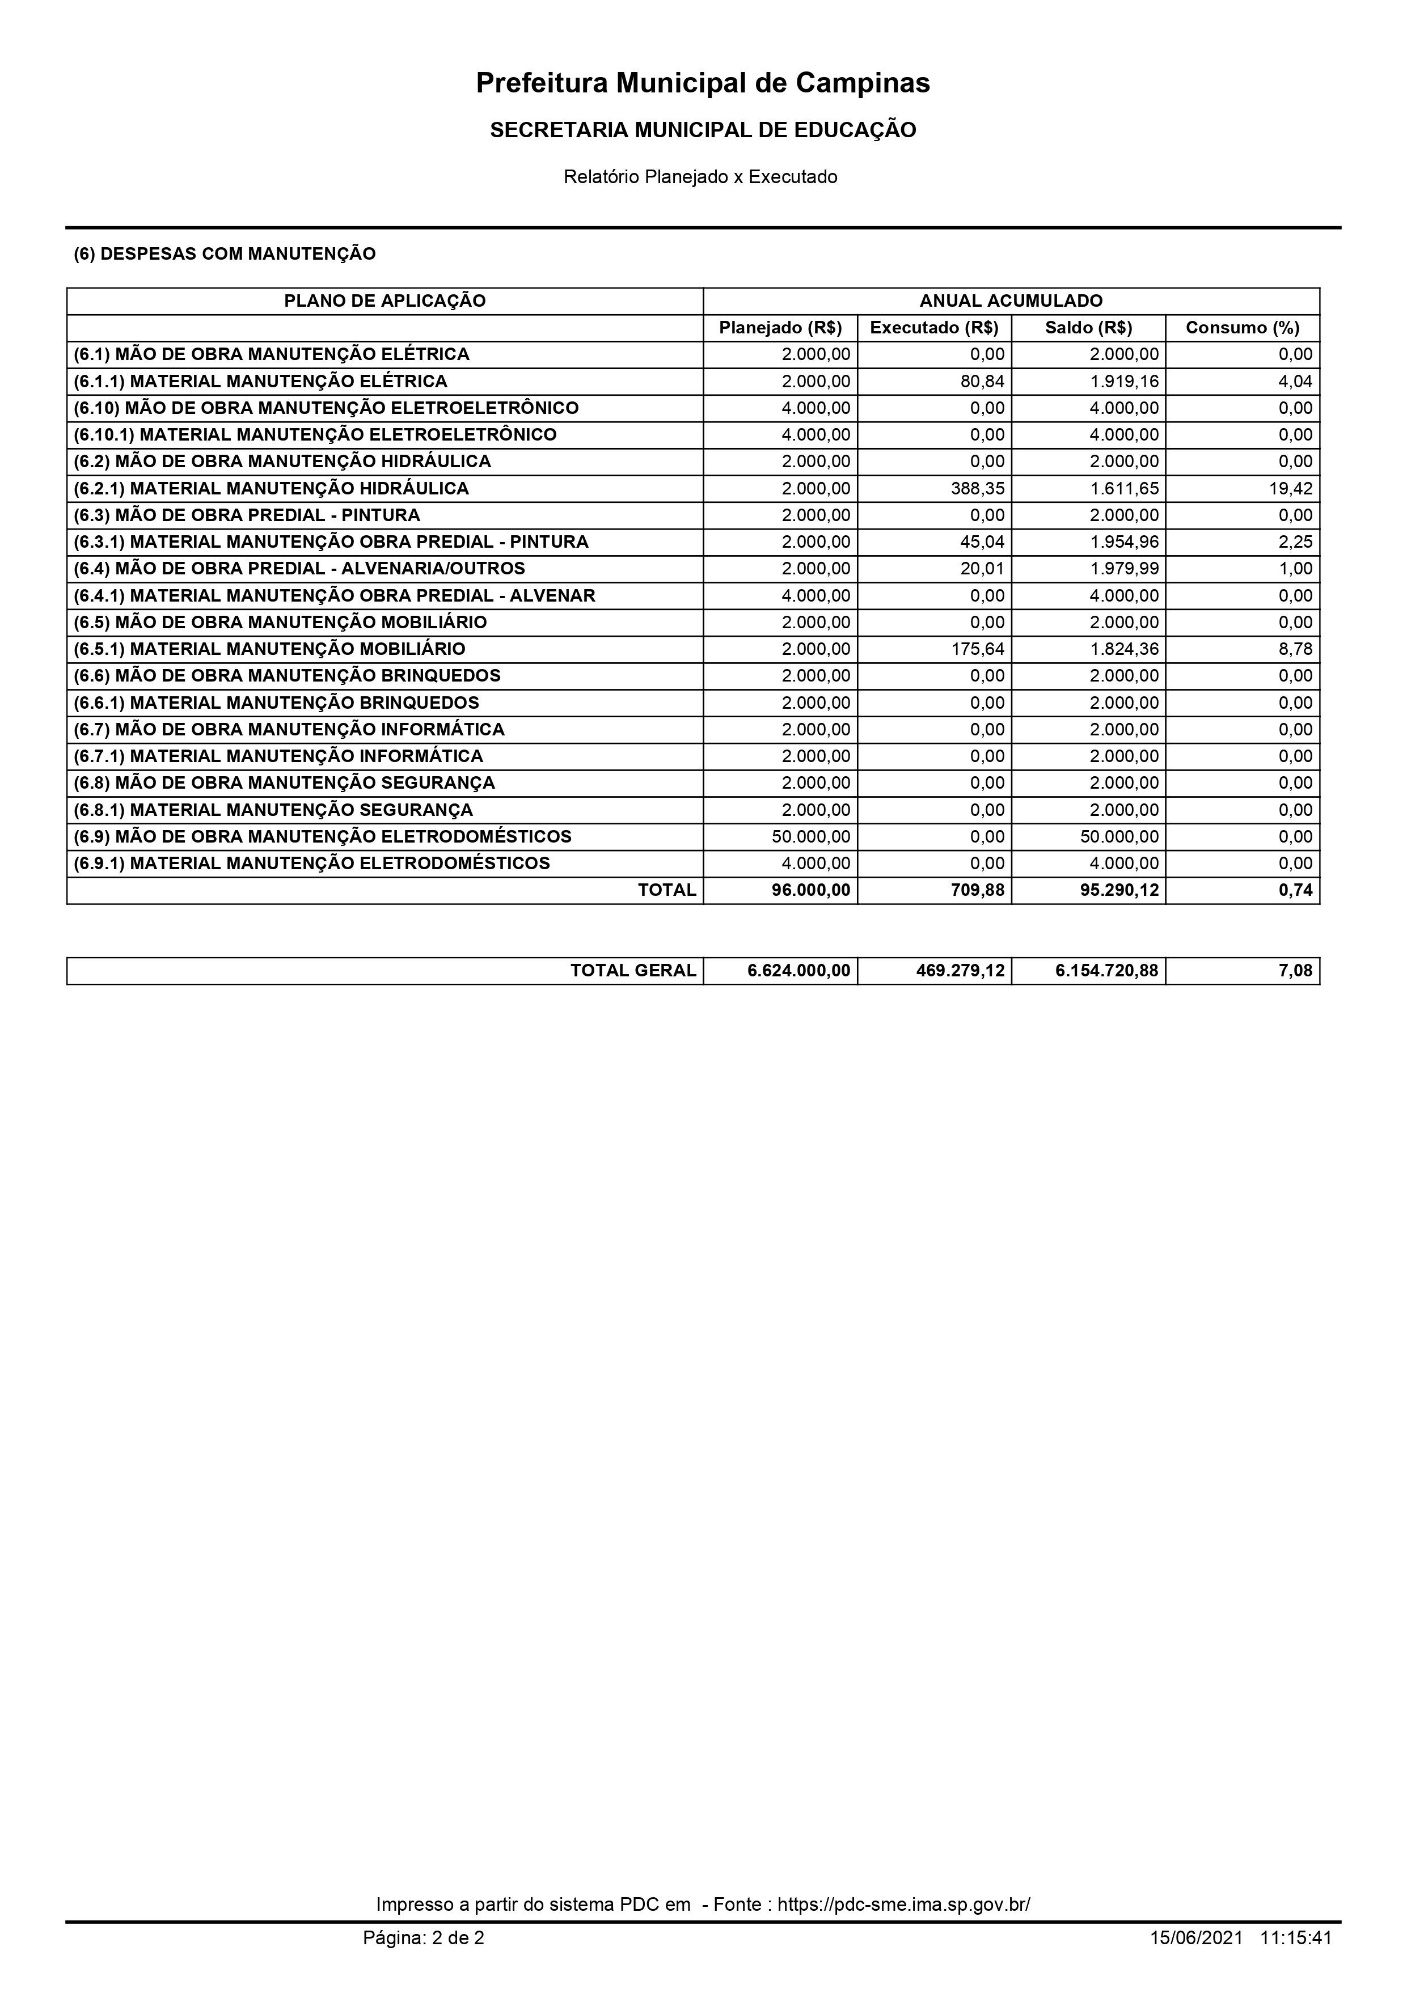 Prefeitura Municipal de Campinas
SECRETARIA MUNICIPAL DE EDUCAÇÃO
Relatório Planejado x Executado
(6) DESPESAS COM MANUTENÇÃO
PLANO DE APLICAÇÃO ANUAL ACUMULADO
Planejado (R$) Executado (R$) Saldo (R$) Consumo (%)
(6.1) MÃO DE OBRA MANUTENÇÃO ELÉTRICA 2.000,00 0,00 2.000,00 0,00
(6.1.1) MATERIAL MANUTENÇÃO ELÉTRICA 2.000,00 80,84 1.919,16 4,04
(6.10) MÃO DE OBRA MANUTENÇÃO ELETROELETRÔNICO 4.000,00 0,00 4.000,00 0,00
(6.10.1) MATERIAL MANUTENÇÃO ELETROELETRÔNICO 4.000,00 0,00 4.000,00 0,00
(6.2) MÃO DE OBRA MANUTENÇÃO HIDRÁULICA 2.000,00 0,00 2.000,00 0,00
(6.2.1) MATERIAL MANUTENÇÃO HIDRÁULICA 2.000,00 388,35 1.611,65 19,42
(6.3) MÃO DE OBRA PREDIAL - PINTURA 2.000,00 0,00 2.000,00 0,00
(6.3.1) MATERIAL MANUTENÇÃO OBRA PREDIAL - PINTURA 2.000,00 45,04 1.954,96 2,25
(6.4) MÃO DE OBRA PREDIAL - ALVENARIA/OUTROS 2.000,00 20,01 1.979,99 1,00
(6.4.1) MATERIAL MANUTENÇÃO OBRA PREDIAL - ALVENAR 4.000,00 0,00 4.000,00 0,00
(6.5) MÃO DE OBRA MANUTENÇÃO MOBILIÁRIO 2.000,00 0,00 2.000,00 0,00
(6.5.1) MATERIAL MANUTENÇÃO MOBILIÁRIO 2.000,00 175,64 1.824,36 8,78
(6.6) MÃO DE OBRA MANUTENÇÃO BRINQUEDOS 2.000,00 0,00 2.000,00 0,00
(6.6.1) MATERIAL MANUTENÇÃO BRINQUEDOS 2.000,00 0,00 2.000,00 0,00
(6.7) MÃO DE OBRA MANUTENÇÃO INFORMÁTICA 2.000,00 0,00 2.000,00 0,00
(6.7.1) MATERIAL MANUTENÇÃO INFORMÁTICA 2.000,00 0,00 2.000,00 0,00
(6.8) MÃO DE OBRA MANUTENÇÃO SEGURANÇA 2.000,00 0,00 2.000,00 0,00
(6.8.1) MATERIAL MANUTENÇÃO SEGURANÇA 2.000,00 0,00 2.000,00 0,00
(6.9) MÃO DE OBRA MANUTENÇÃO ELETRODOMÉSTICOS 50.000,00 0,00 50.000,00 0,00
(6.9.1) MATERIAL MANUTENÇÃO ELETRODOMÉSTICOS 4.000,00 0,00 4.000,00 0,00
TOTAL 96.000,00 709,88 95.290,12 0,74
TOTAL GERAL 6.624.000,00 469.279,12 6.154.720,88 7,08
Impresso a partir do sistema PDC em - Fonte : https://pdc-sme.ima.sp.gov.br/
Página: 2 de 2 15/06/2021 11:15:41